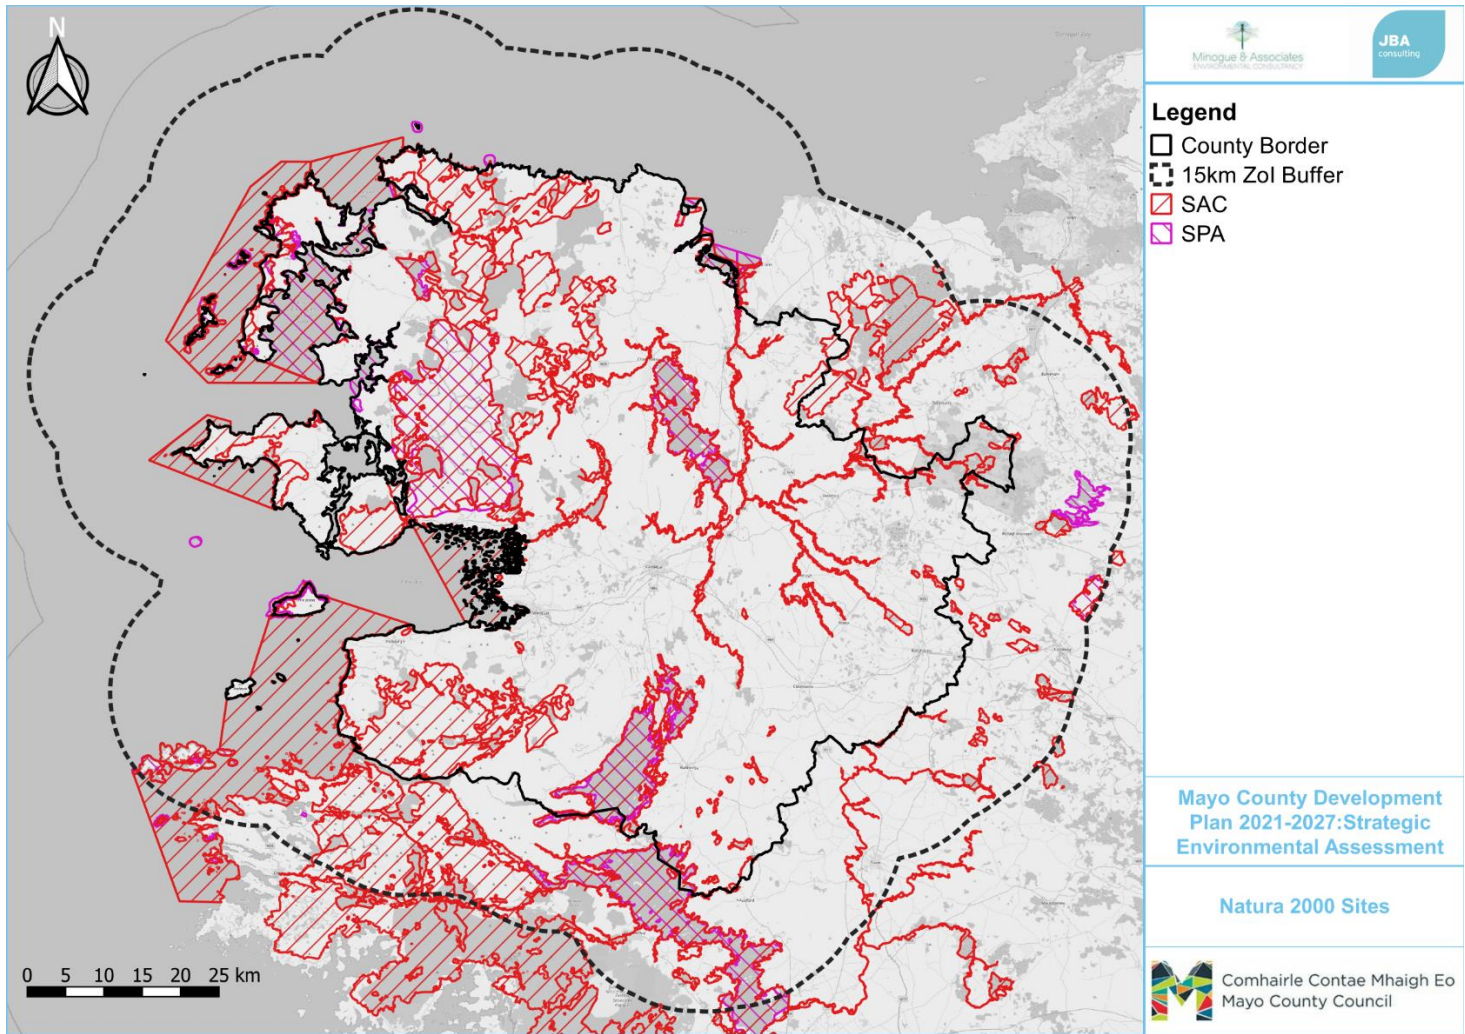 N
0 5 10 15 20 25 km
Minogue & Associates
ENVIRONMENTAL CONSULTANCY
JBA
consulting
Legend
County Border
15km ZoI Buffer
SAC
SPA
Mayo County Development
Plan 2021-2027:Strategic
Environmental Assessment
Natura 2000 Sites
Comhairle Contae Mhaigh Eo
Mayo County Council